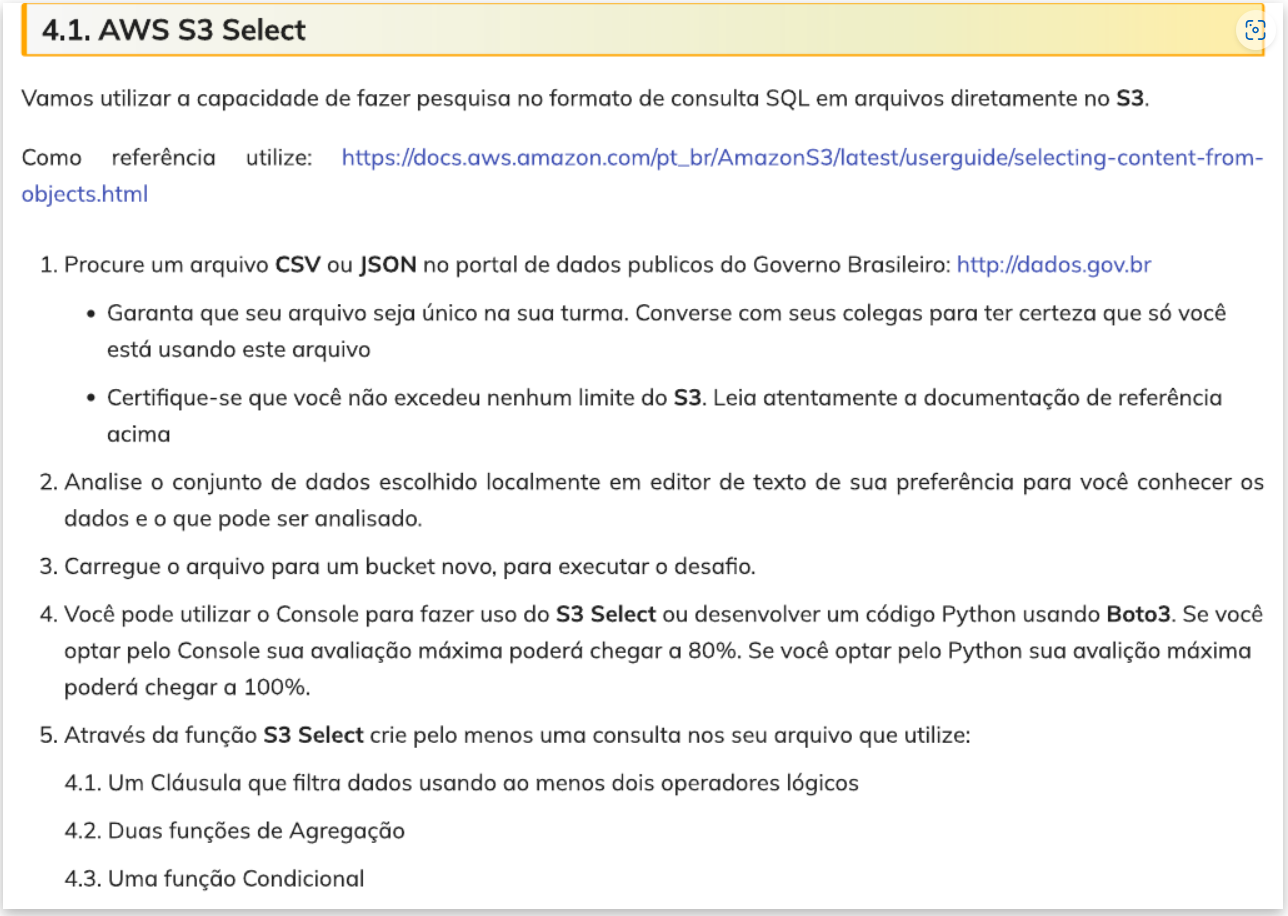 4.1. AWS S3 Select
Vamos utilizar a capacidade de fazer pesquisa no formato de consulta SQL em arquivos diretamente no S3.
Como referência utilize: https://docs.aws.amazon.com/pt_br/AmazonS3/latest/userguide/selecting-content-from-
objects.html
1. Procure um arquivo CSV ou JSON no portal de dados publicos do Governo Brasileiro: http://dados.gov.br
• Garanta que seu arquivo seja único na sua turma. Converse com seus colegas para ter certeza que só você
está usando este arquivo
• Certifique-se que você não excedeu nenhum limite do S3. Leia atentamente a documentação de referência
acima
2. Analise o conjunto de dados escolhido localmente em editor de texto de sua preferência para você conhecer os
dados e o que pode ser analisado.
3. Carregue o arquivo para um bucket novo, para executar o desafio.
4. Você pode utilizar o Console para fazer uso do S3 Select ou desenvolver um código Python usando Boto3. Se você
optar pelo Console sua avaliação máxima poderá chegar a 80%. Se você optar pelo Python sua avalição máxima
poderá chegar a 100%.
5. Através da função S3 Select crie pelo menos uma consulta nos seu arquivo que utilize:
4.1. Um Cláusula que filtra dados usando ao menos dois operadores lógicos
4.2. Duas funções de Agregação
4.3. Uma função Condicional